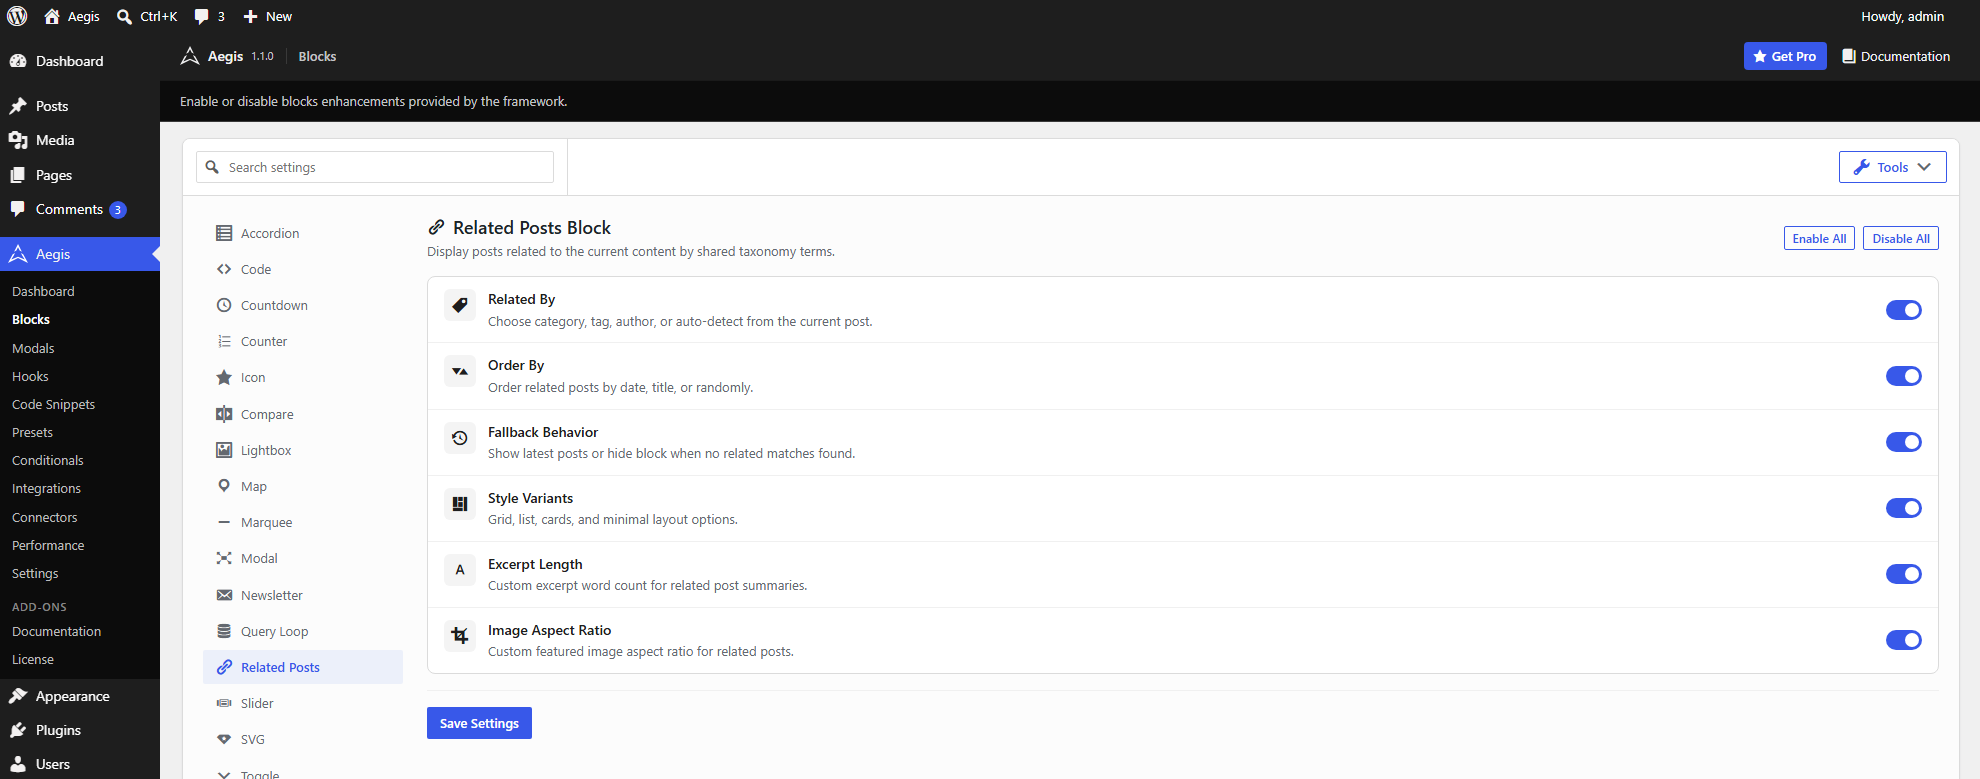 Aegis Ctrl+K 3 New Howdy, admin
Dashboard
Posts
Media
Pages
Comments 3
Aegis
Dashboard
Blocks
Modals
Hooks
Code Snippets
Presets
Conditionals
Integrations
Connectors
Performance
Settings
ADD-ONS
Documentation
License
Appearance
Plugins
Users
Aegis 1.1.0 Blocks Get Pro Documentation
Enable or disable blocks enhancements provided by the framework.
Search settings Tools
Accordion
Code
Countdown
Counter
Icon
Compare
Lightbox
Map
Marquee
Modal
Newsletter
Query Loop
Related Posts
Slider
SVG
Toggle
Related Posts Block
Display posts related to the current content by shared taxonomy terms.
Enable All Disable All
Related By
Choose category, tag, author, or auto-detect from the current post.
Order By
Order related posts by date, title, or randomly.
Fallback Behavior
Show latest posts or hide block when no related matches found.
Style Variants
Grid, list, cards, and minimal layout options.
A
Excerpt Length
Custom excerpt word count for related post summaries.
Image Aspect Ratio
Custom featured image aspect ratio for related posts.
Save Settings